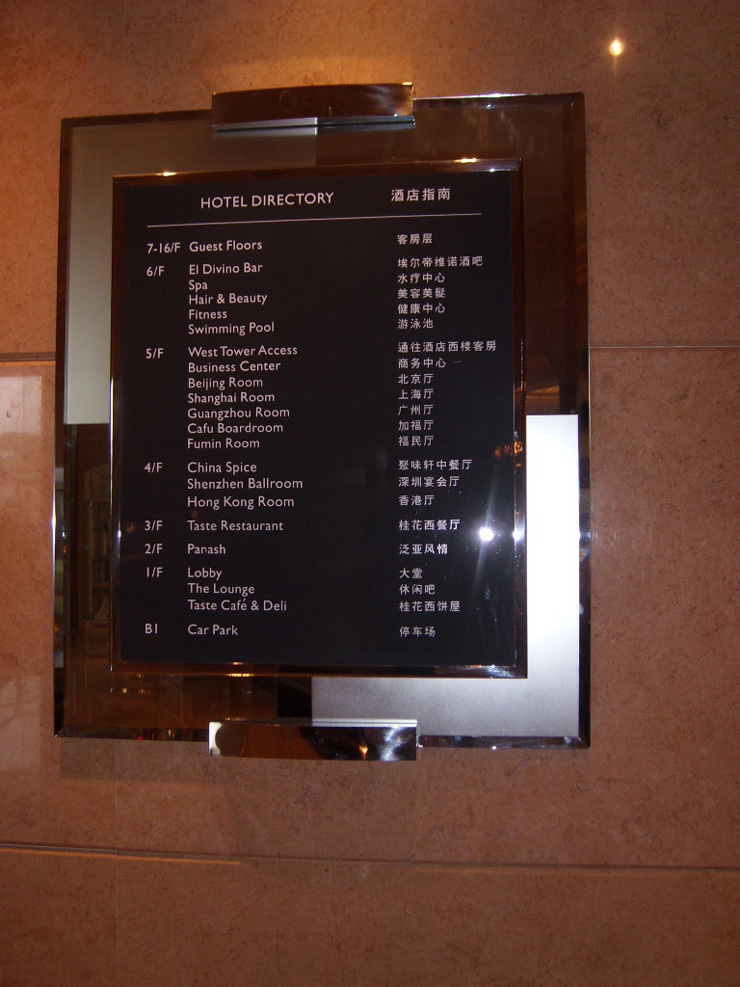 HOTEL DIRECTORY 酒店指南
7-16/F Guest Floors 客房层
6/F El Divino Bar 埃尔帝维诺酒吧
Spa 水疗中心
Hair & Beauty 美容美髮
Fitness 健康中心
Swimming Pool 游泳池
5/F West Tower Access 通往酒店西楼客房
Business Center 商务中心
Beijing Room 北京厅
Shanghai Room 上海厅
Guangzhou Room 广州厅
Cafu Boardroom 加福厅
Fumin Room 福民厅
4/F China Spice 聚味轩中餐厅
Shenzhen Ballroom 深圳宴会厅
Hong Kong Room 香港厅
3/F Taste Restaurant 桂花西餐厅
2/F Panash 泛亚风情
1/F Lobby 大堂
The Lounge 休闲吧
Taste Café & Deli 桂花西饼屋
B1 Car Park 停车场